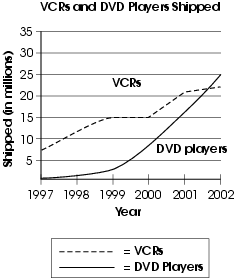 VCRs and DVD Players Shipped
Shipped (in millions)
35
30
25
20
15
10
5
VCRs
DVD players
1997 1998 1999 2000 2001 2002
Year
= VCRs
= DVD Players